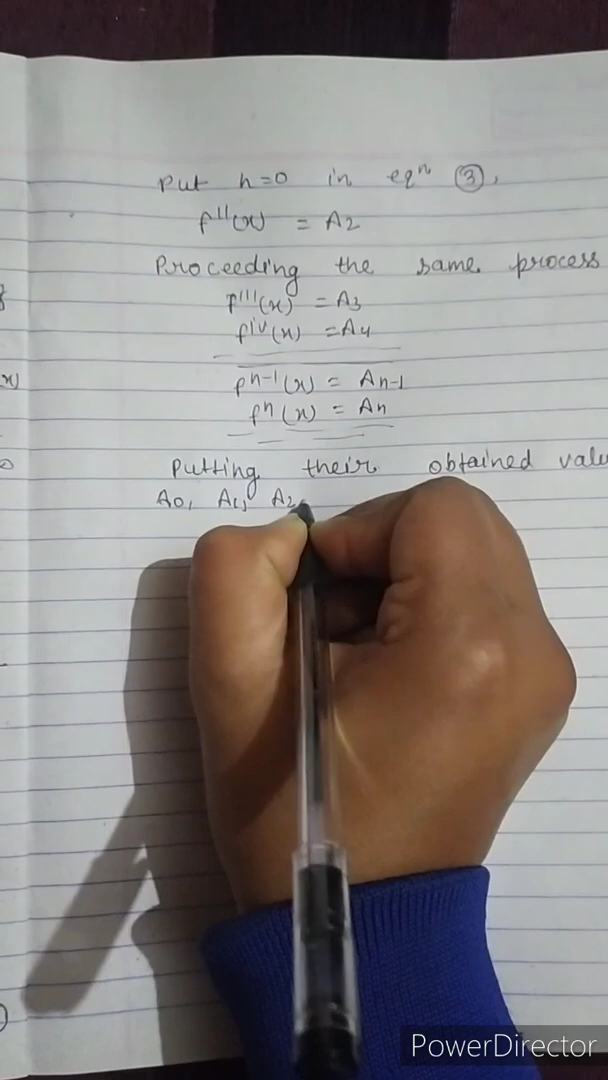 Put h=0 in eqn ③,
f''(x) = A2
Proceeding the same process
f'''(x) = A3
fiv(x) = A4
fn-1(x) = An-1
fn(x) = An
Putting their obtained valu
A0, A1, A2,
x)
PowerDirector